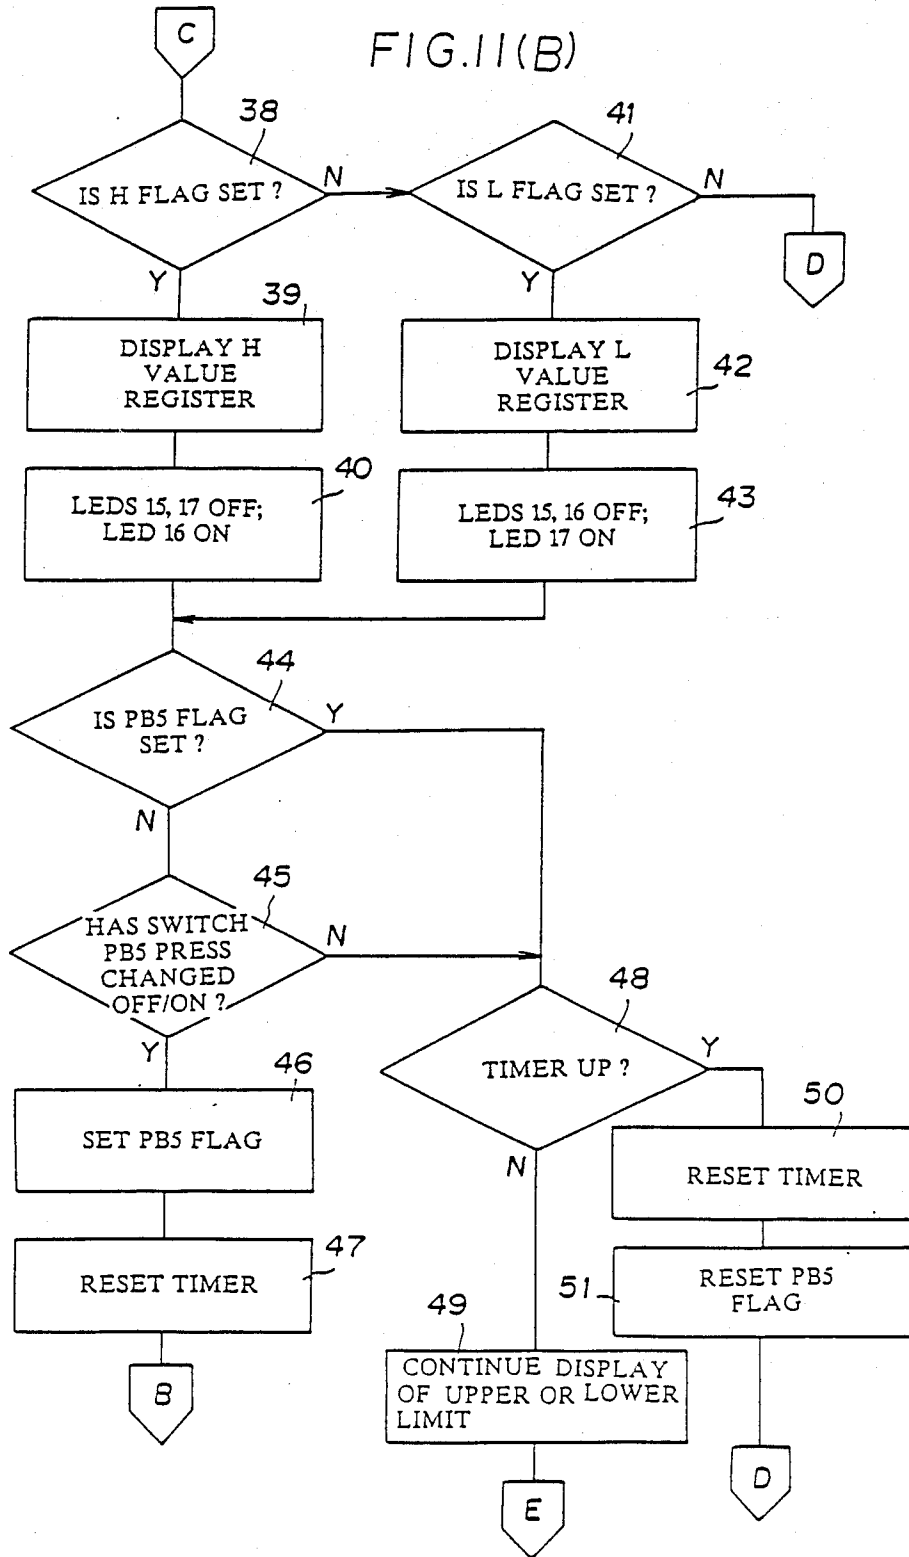 C
FIG.11(B)
38
IS H FLAG SET ?
N
Y
41
IS L FLAG SET ?
N
Y
D
39
DISPLAY H
VALUE
REGISTER
DISPLAY L
VALUE
REGISTER
42
40
LEDS 15, 17 OFF;
LED 16 ON
LEDS 15, 16 OFF;
LED 17 ON
43
44
IS PB5 FLAG
SET ?
Y
N
45
HAS SWITCH
PB5 PRESS
CHANGED
OFF/ON ?
N
Y
48
TIMER UP ?
Y
N
46
SET PB5 FLAG
50
RESET TIMER
47
RESET TIMER
51
RESET PB5
FLAG
49
CONTINUE DISPLAY
OF UPPER OR LOWER
LIMIT
B
E
D